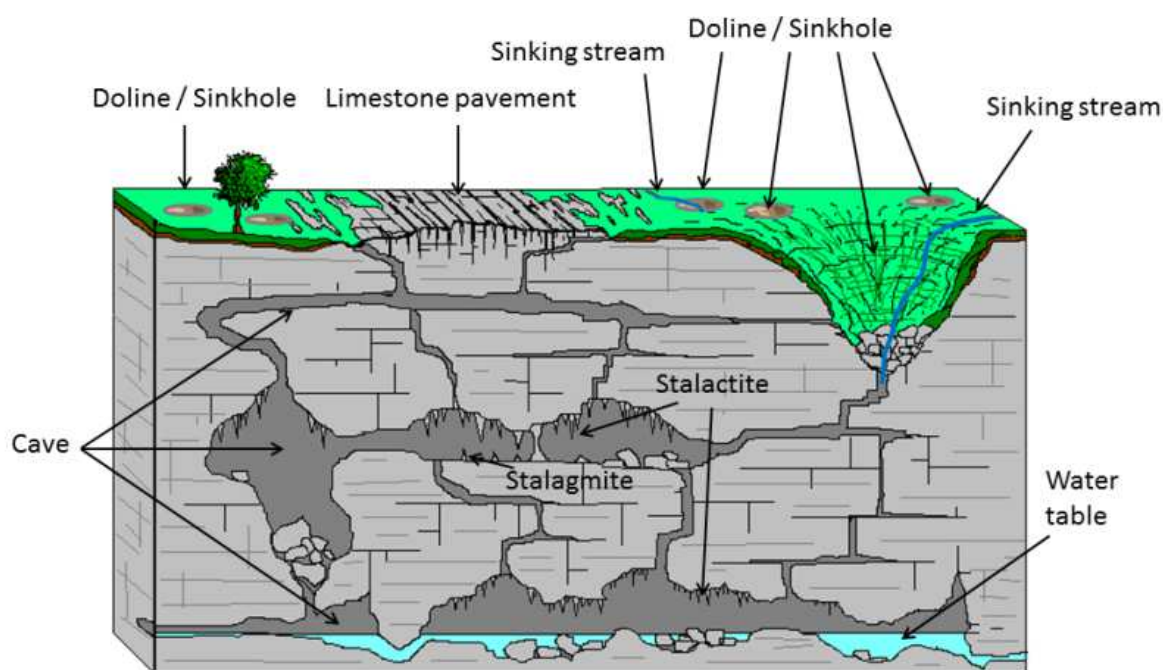 Doline / Sinkhole
Sinking stream
Doline / Sinkhole
Limestone pavement
Sinking stream
Stalactite
Cave
Stalagmite
Water
table